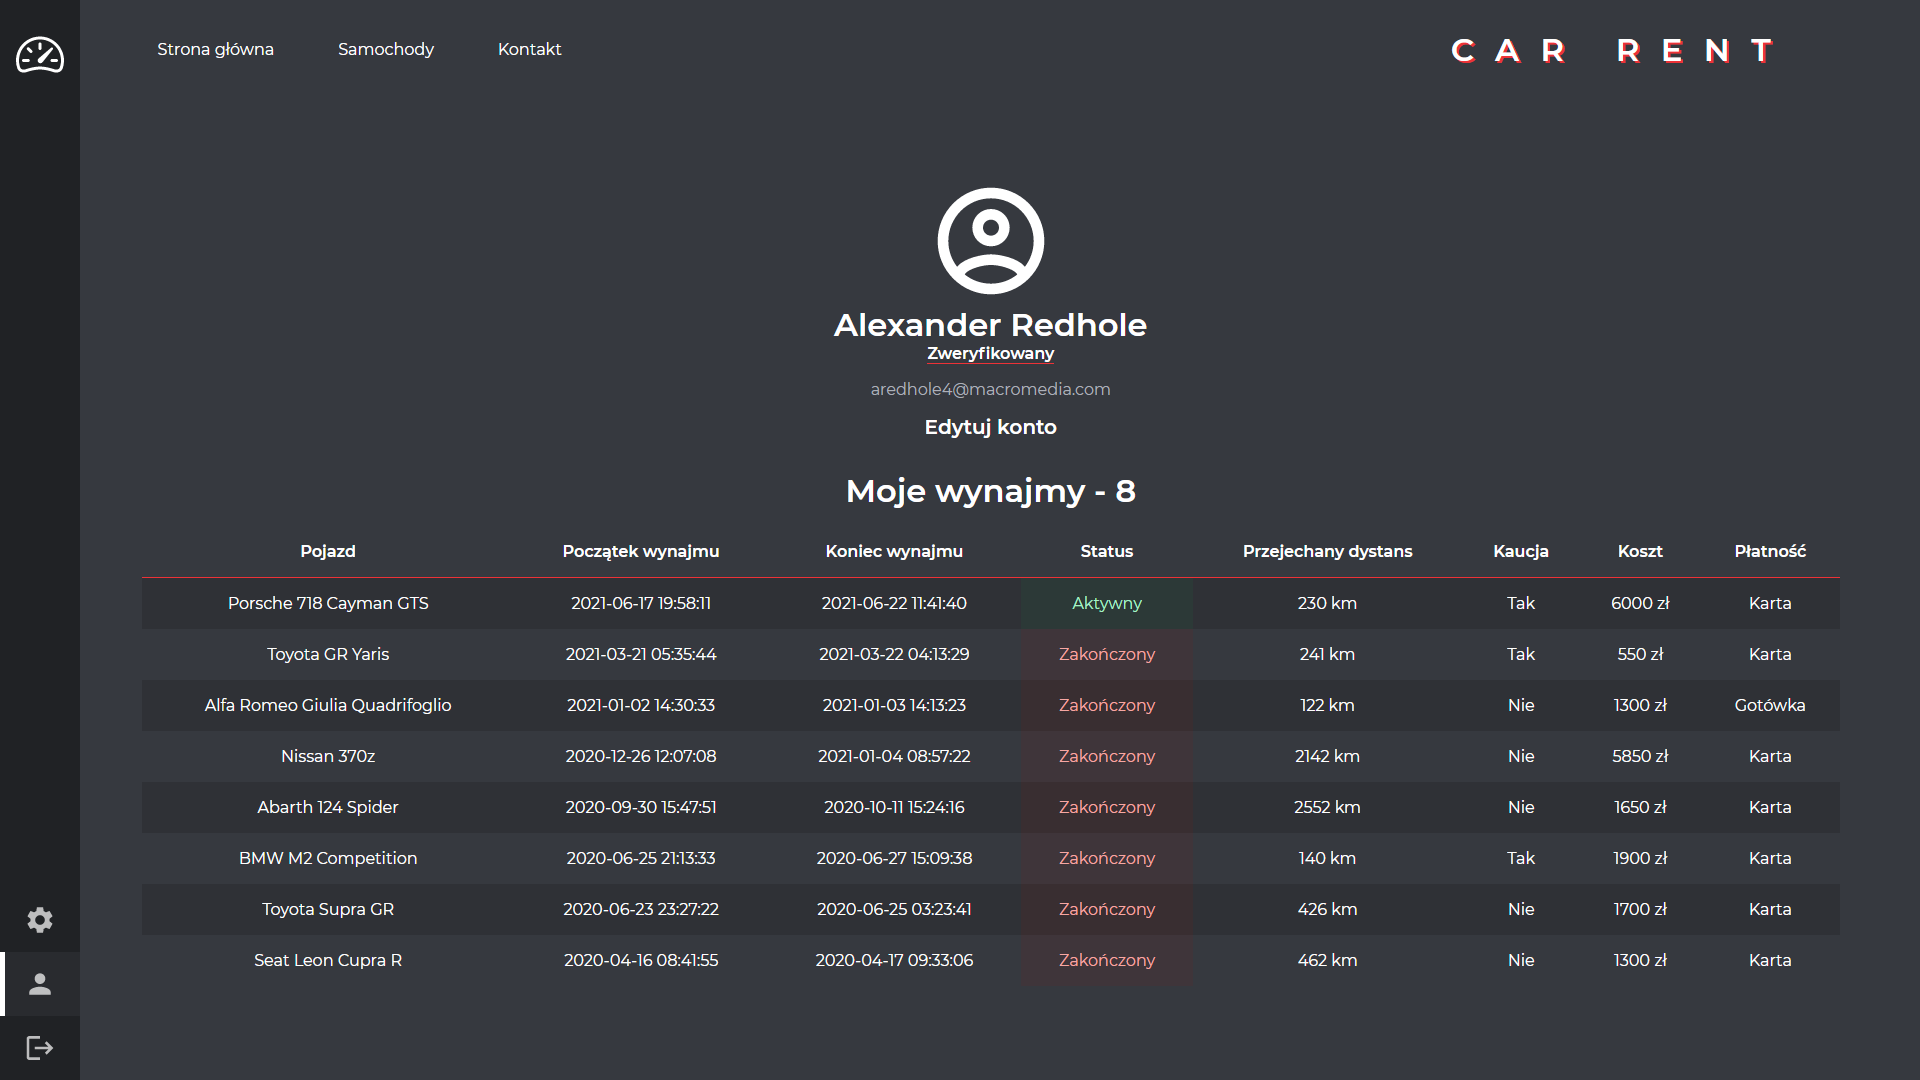 Strona główna Samochody Kontakt CAR RENT
Alexander Redhole
Zweryfikowany
aredhole4@macromedia.com
Edytuj konto
Moje wynajmy - 8
Pojazd Początek wynajmu Koniec wynajmu Status Przejechany dystans Kaucja Koszt Płatność
Porsche 718 Cayman GTS 2021-06-17 19:58:11 2021-06-22 11:41:40 Aktywny 230 km Tak 6000 zł Karta
Toyota GR Yaris 2021-03-21 05:35:44 2021-03-22 04:13:29 Zakończony 241 km Tak 550 zł Karta
Alfa Romeo Giulia Quadrifoglio 2021-01-02 14:30:33 2021-01-03 14:13:23 Zakończony 122 km Nie 1300 zł Gotówka
Nissan 370z 2020-12-26 12:07:08 2021-01-04 08:57:22 Zakończony 2142 km Nie 5850 zł Karta
Abarth 124 Spider 2020-09-30 15:47:51 2020-10-11 15:24:16 Zakończony 2552 km Nie 1650 zł Karta
BMW M2 Competition 2020-06-25 21:13:33 2020-06-27 15:09:38 Zakończony 140 km Tak 1900 zł Karta
Toyota Supra GR 2020-06-23 23:27:22 2020-06-25 03:23:41 Zakończony 426 km Nie 1700 zł Karta
Seat Leon Cupra R 2020-04-16 08:41:55 2020-04-17 09:33:06 Zakończony 462 km Nie 1300 zł Karta